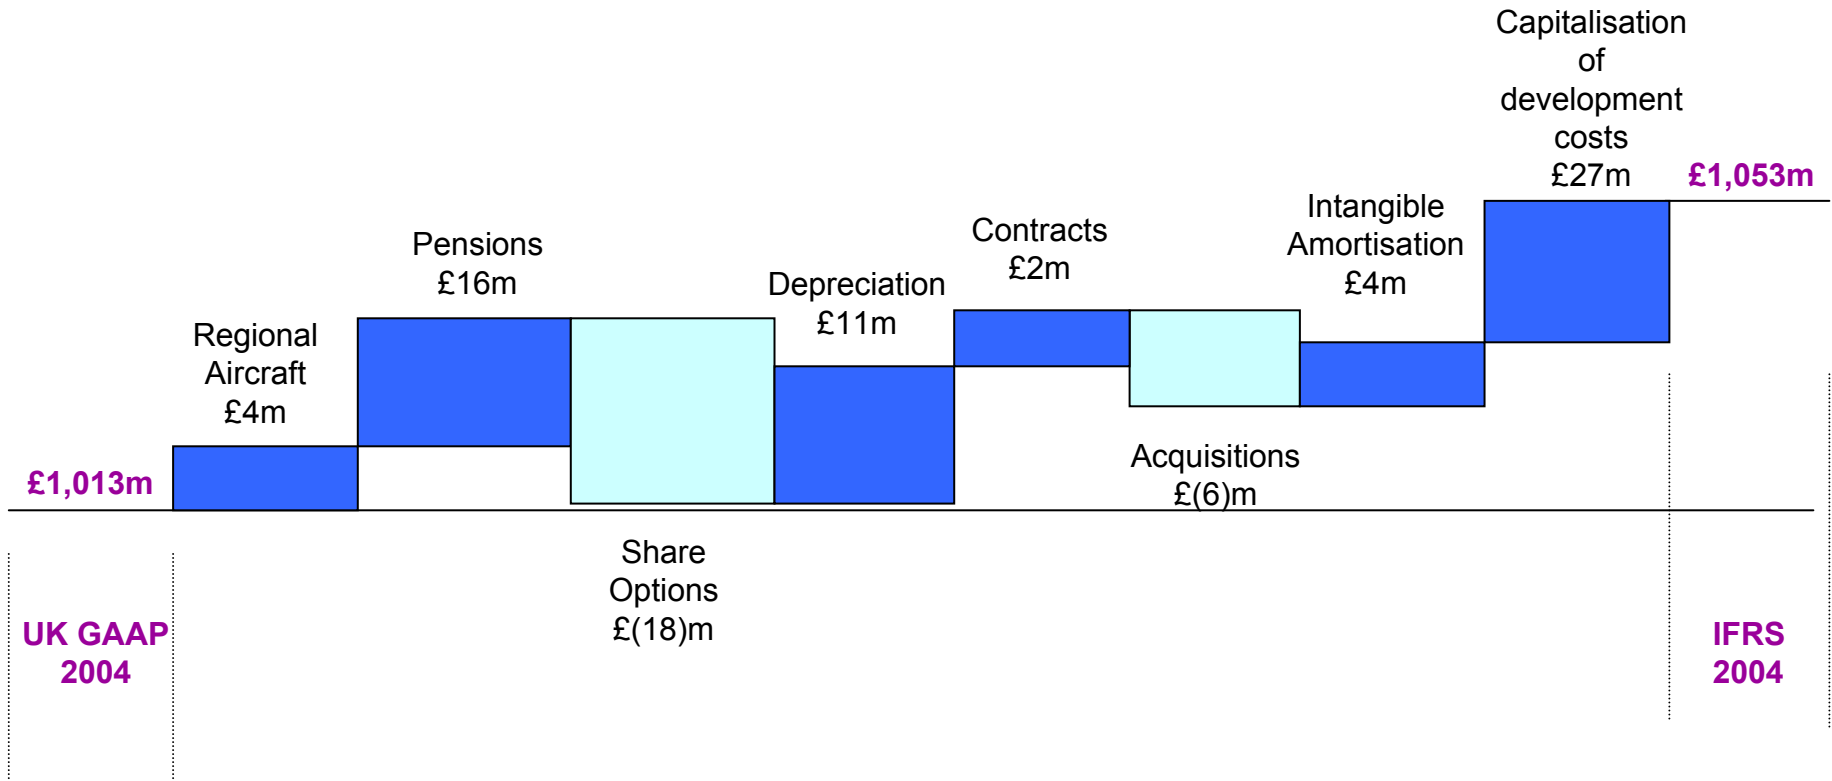 £1,013m
UK GAAP
2004
Regional
Aircraft
£4m
Pensions
£16m
Share
Options
£(18)m
Depreciation
£11m
Contracts
£2m
Acquisitions
£(6)m
Intangible
Amortisation
£4m
Capitalisation
of
development
costs
£27m
£1,053m
IFRS
2004